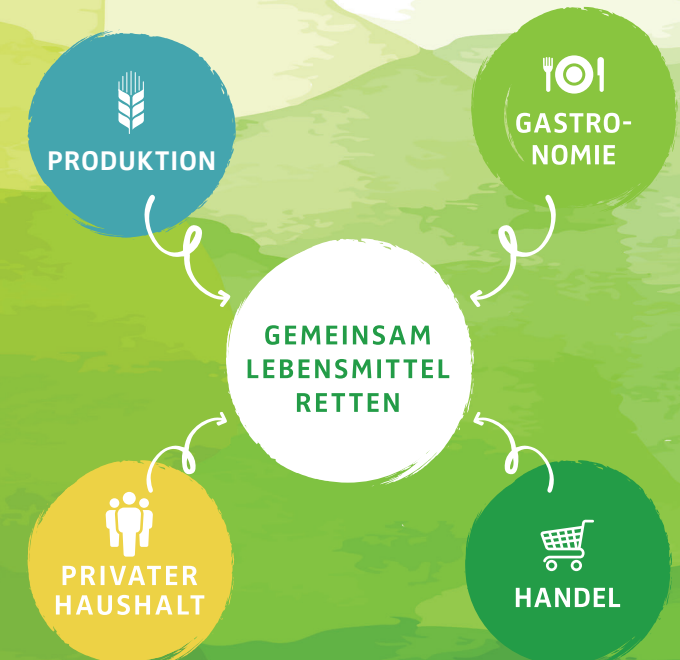 PRODUKTION
GASTRO-
NOMIE
GEMEINSAM
LEBENSMITTEL
RETTEN
PRIVATER
HAUSHALT
HANDEL